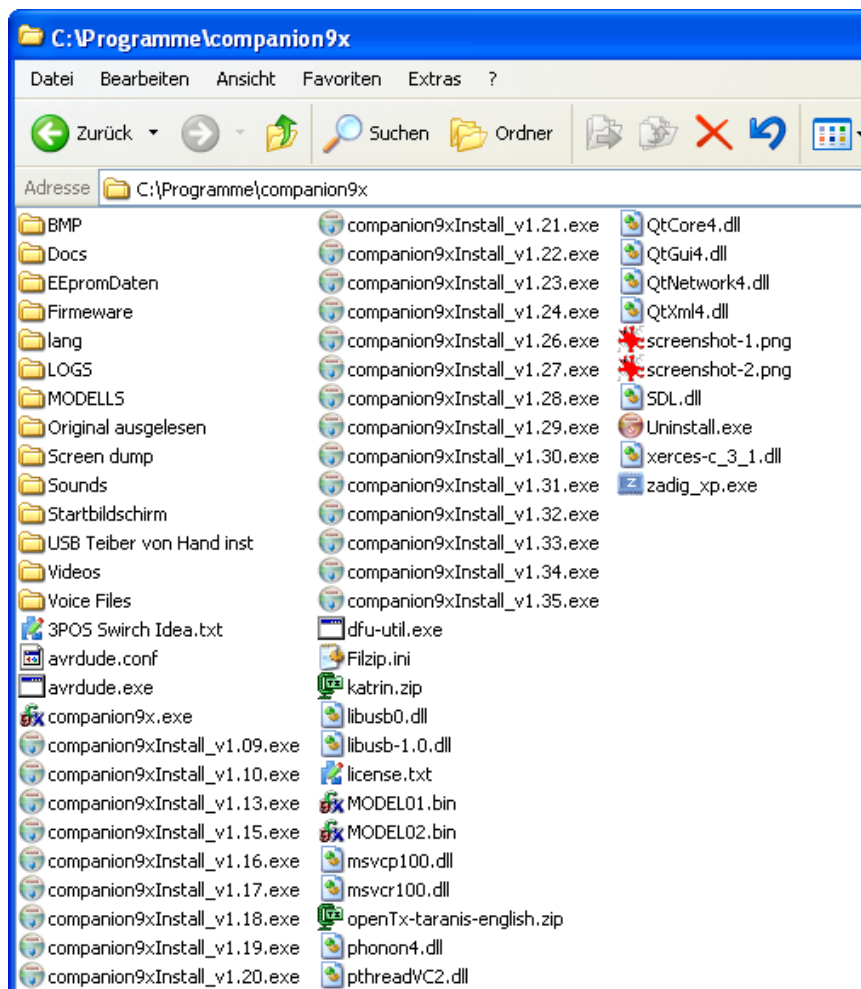 C:\Programme\companion9x
Datei Bearbeiten Ansicht Favoriten Extras ?
Zurück Suchen Ordner
Adresse C:\Programme\companion9x
BMP
Docs
EEpromDaten
Firmeware
lang
LOGS
MODELLS
Original ausgelesen
Screen dump
Sounds
Startbildschirm
USB Teiber von Hand inst
Videos
Voice Files
3POS Swirch Idea.txt
avrdude.conf
avrdude.exe
companion9x.exe
companion9xInstall_v1.09.exe
companion9xInstall_v1.10.exe
companion9xInstall_v1.13.exe
companion9xInstall_v1.15.exe
companion9xInstall_v1.16.exe
companion9xInstall_v1.17.exe
companion9xInstall_v1.18.exe
companion9xInstall_v1.19.exe
companion9xInstall_v1.20.exe
companion9xInstall_v1.21.exe
companion9xInstall_v1.22.exe
companion9xInstall_v1.23.exe
companion9xInstall_v1.24.exe
companion9xInstall_v1.26.exe
companion9xInstall_v1.27.exe
companion9xInstall_v1.28.exe
companion9xInstall_v1.29.exe
companion9xInstall_v1.30.exe
companion9xInstall_v1.31.exe
companion9xInstall_v1.32.exe
companion9xInstall_v1.33.exe
companion9xInstall_v1.34.exe
companion9xInstall_v1.35.exe
dfu-util.exe
Filzip.ini
katrin.zip
libusb0.dll
libusb-1.0.dll
license.txt
MODEL01.bin
MODEL02.bin
msvcp100.dll
msvcr100.dll
openTx-taranis-english.zip
phonon4.dll
pthreadVC2.dll
QtCore4.dll
QtGui4.dll
QtNetwork4.dll
QtXml4.dll
screenshot-1.png
screenshot-2.png
SDL.dll
Uninstall.exe
xerces-c_3_1.dll
zadig_xp.exe